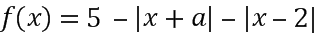 f(x) = 5 – |x + a| – |x – 2|